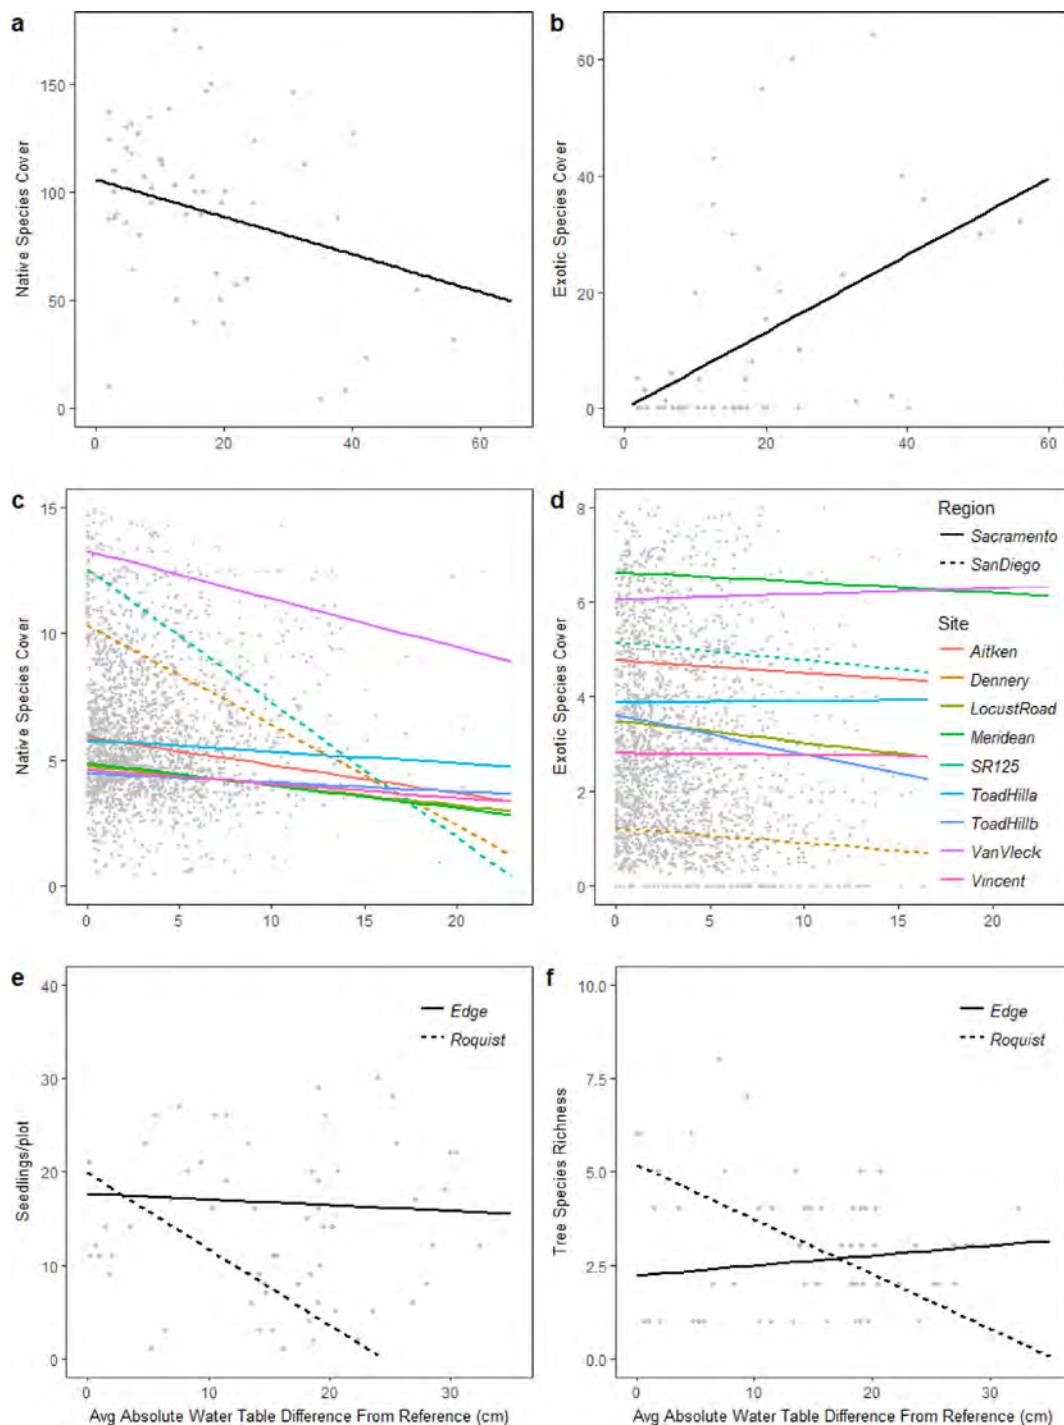 a
Native Species Cover
150
100
50
0
0 20 40 60
b
Exotic Species Cover
60
40
20
0
0 20 40 60
c
Native Species Cover
15
10
5
0
0 5 10 15 20
d
Exotic Species Cover
8
6
4
2
0
0 5 10 15 20
Region
Sacramento
SanDiego
Site
Aitken
Dennery
LocustRoad
Meridean
SR125
ToadHilla
ToadHillb
VanVleck
Vincent
e
Seedlings/plot
40
30
20
10
0
0 10 20 30
Edge
Roquist
Avg Absolute Water Table Difference From Reference (cm)
f
Tree Species Richness
10.0
7.5
5.0
2.5
0.0
0 10 20 30
Edge
Roquist
Avg Absolute Water Table Difference From Reference (cm)